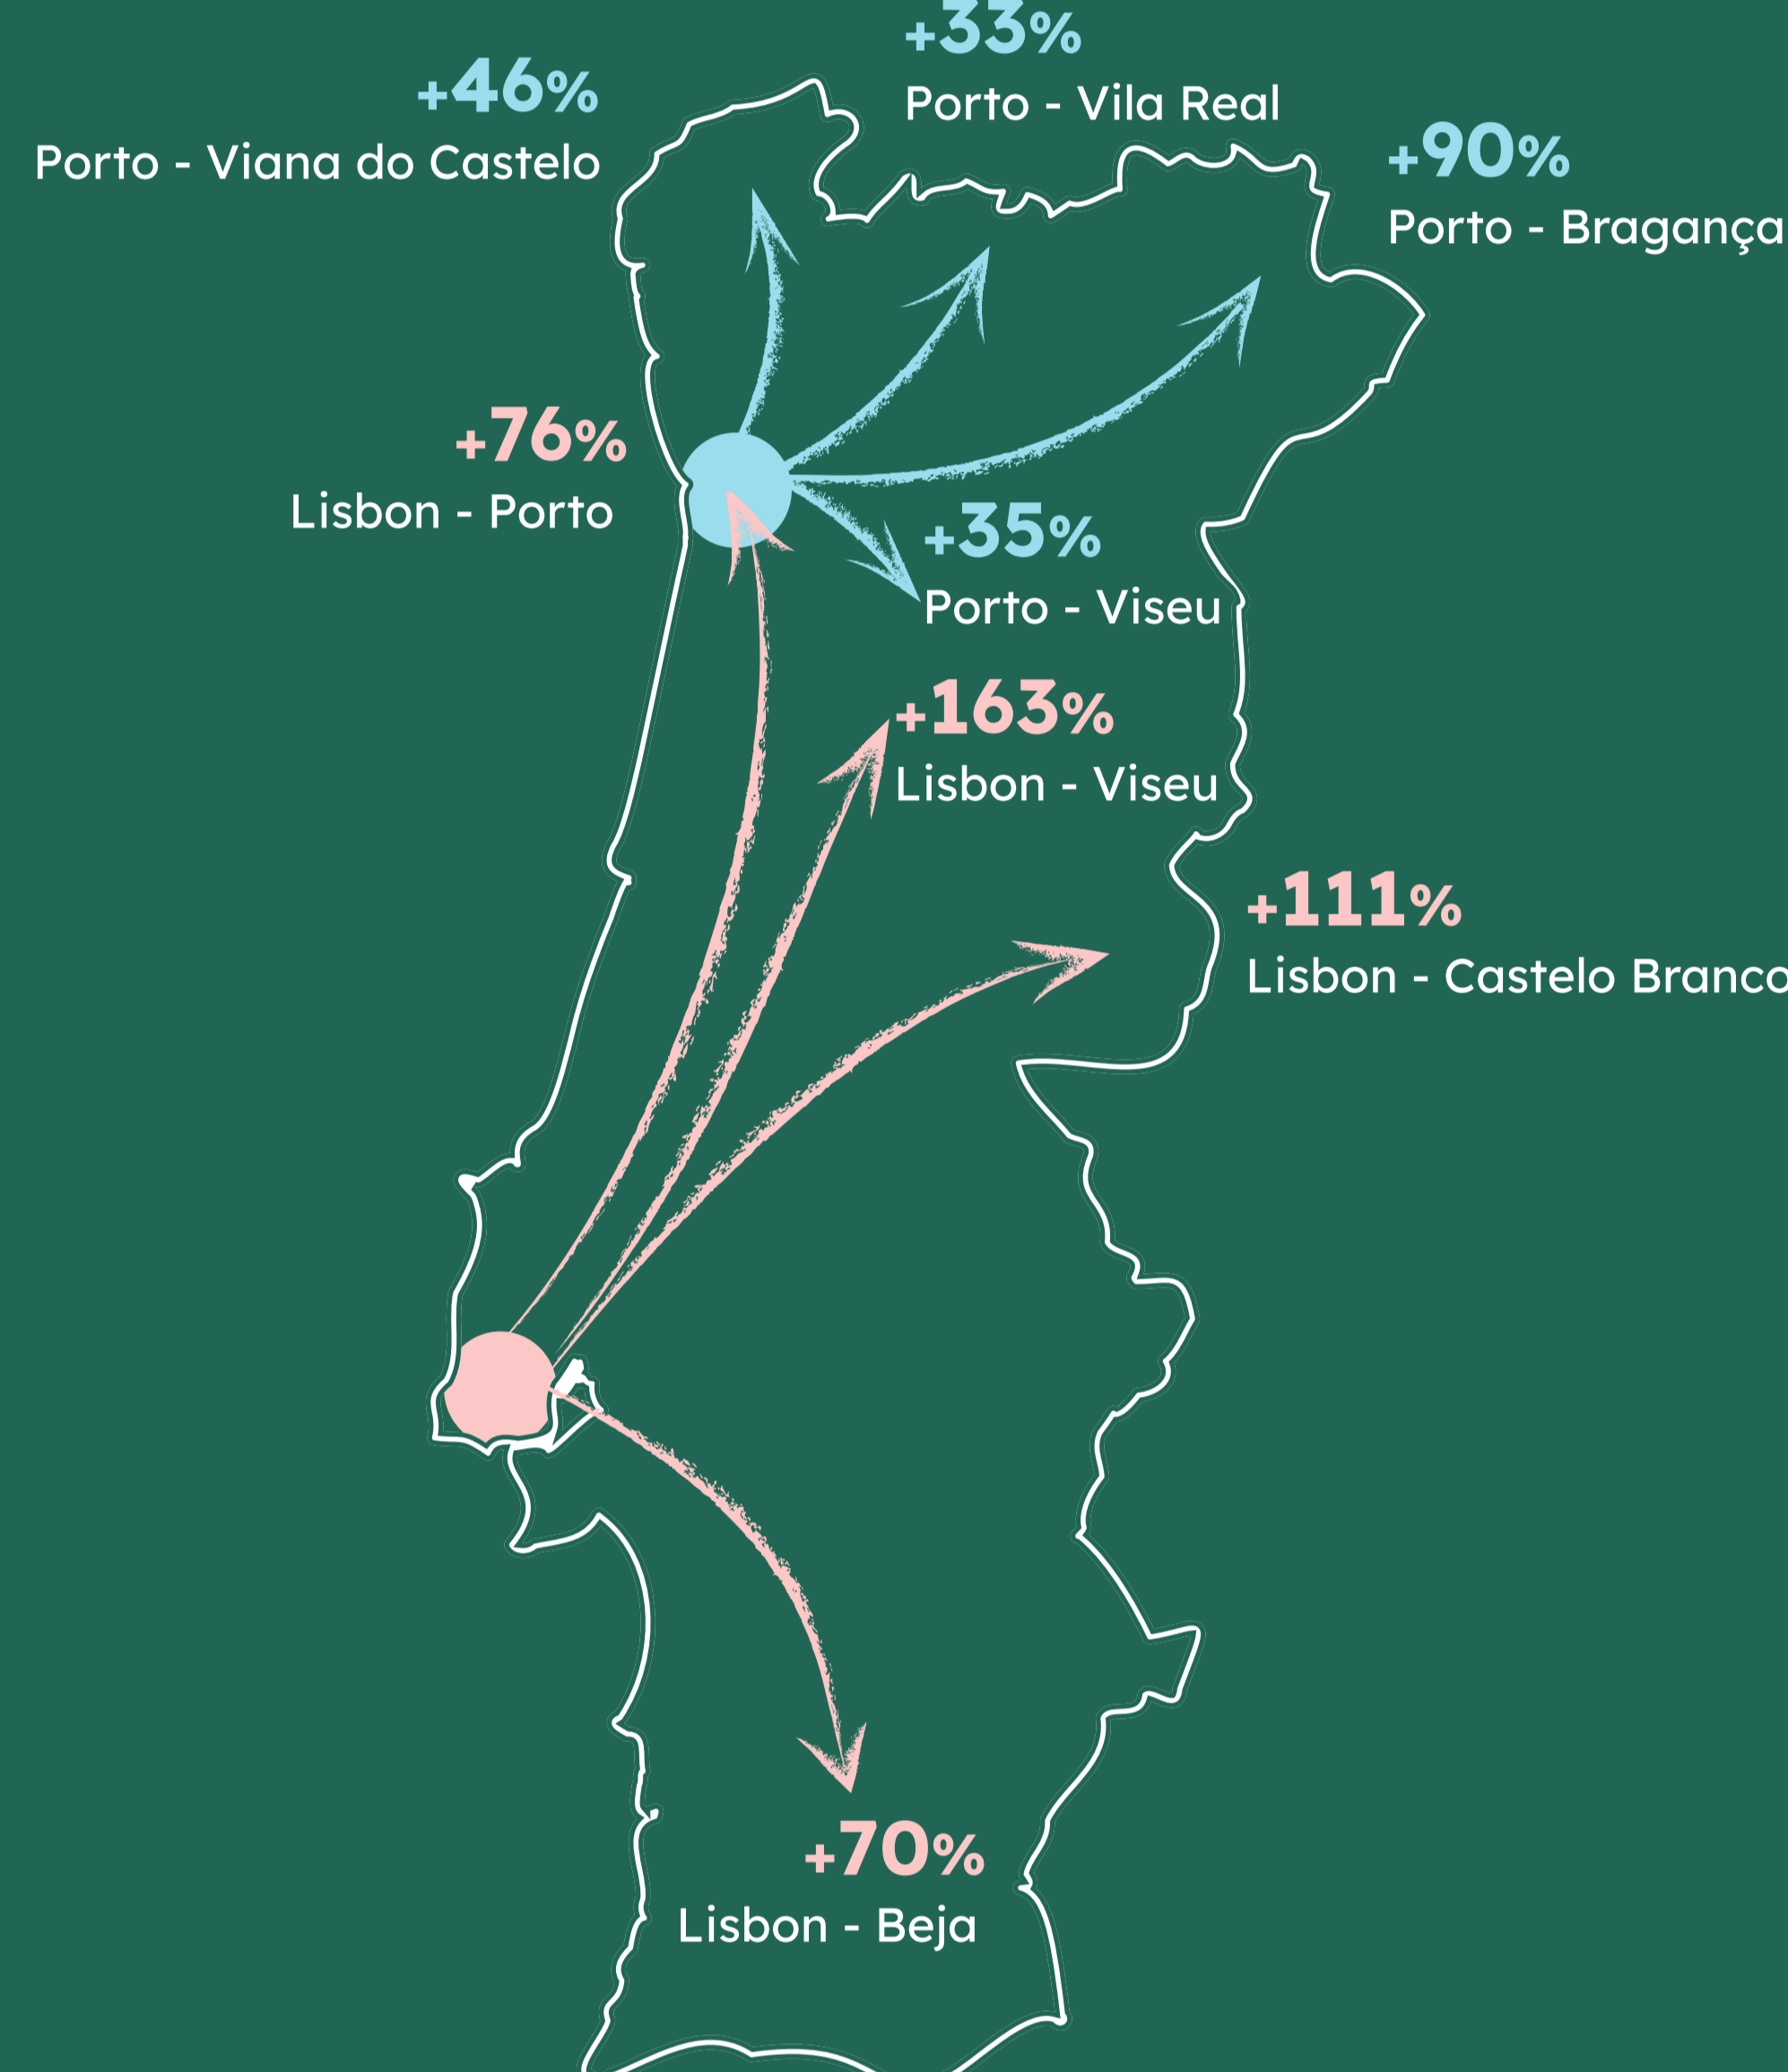 +33%
Porto - Vila Real
+46%
Porto - Viana do Castelo
+90%
Porto - Bragança
+76%
Lisbon - Porto
+35%
Porto - Viseu
+163%
Lisbon - Viseu
+111%
Lisbon - Castelo Branco
+70%
Lisbon - Beja